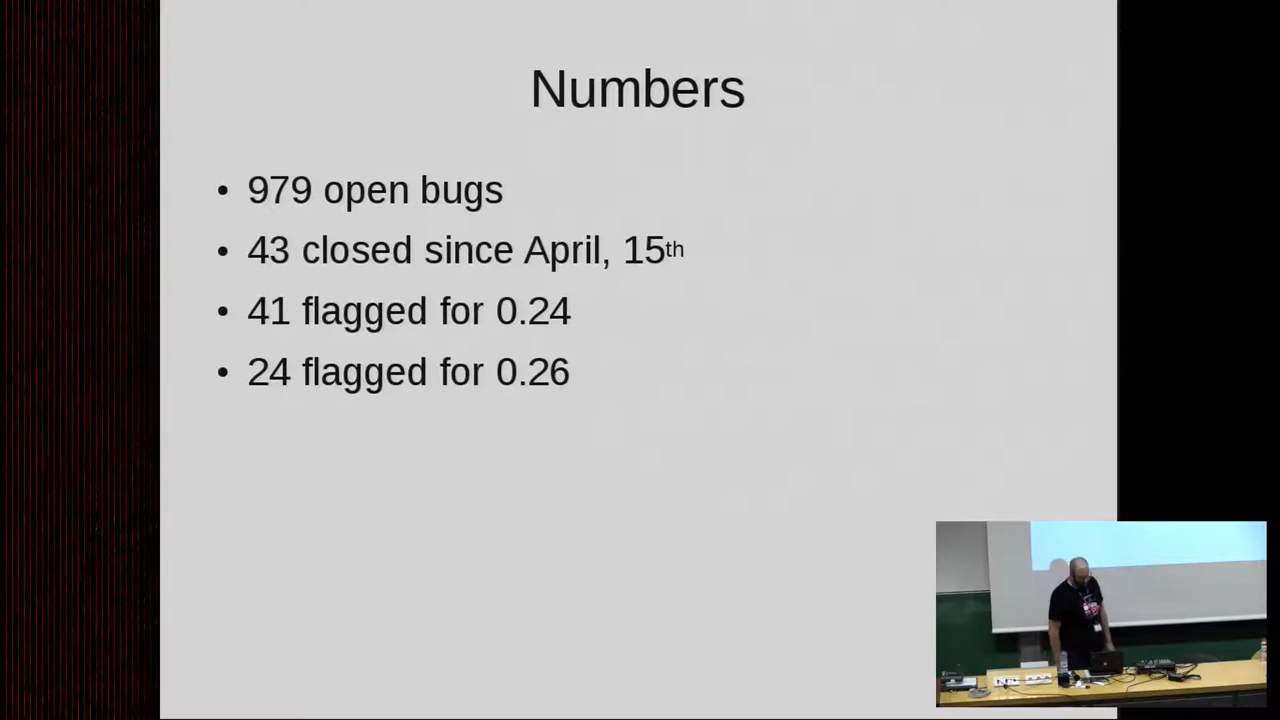 Numbers
• 979 open bugs
• 43 closed since April, 15th
• 41 flagged for 0.24
• 24 flagged for 0.26